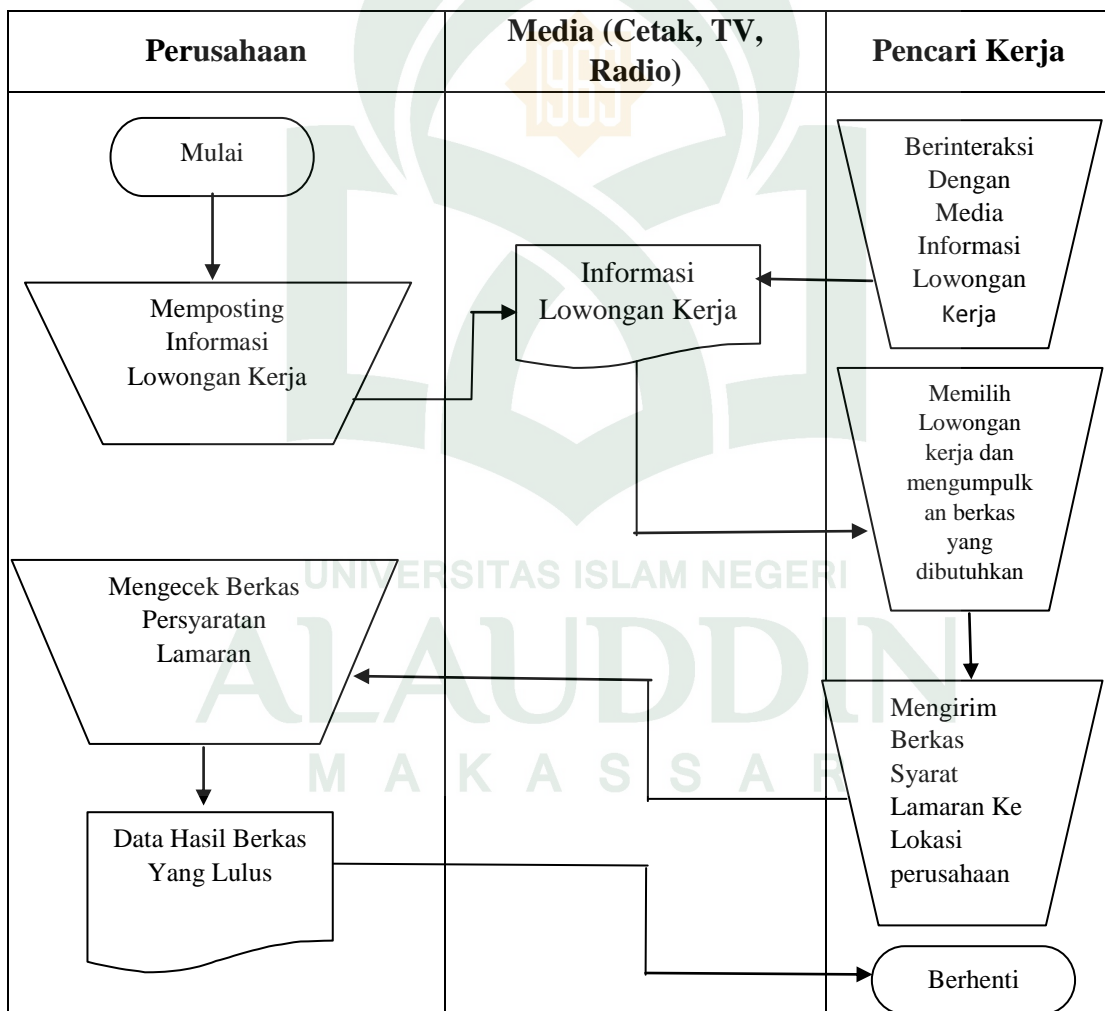 Perusahaan
Media (Cetak, TV,
Radio)
Pencari Kerja
Mulai
Memposting
Informasi
Lowongan Kerja
Informasi
Lowongan Kerja
Berinteraksi
Dengan
Media
Informasi
Lowongan
Kerja
Memilih
Lowongan
kerja dan
mengumpulk
an berkas
yang
dibutuhkan
Mengecek Berkas
Persyaratan
Lamaran
Mengirim
Berkas
Syarat
Lamaran Ke
Lokasi
perusahaan
Data Hasil Berkas
Yang Lulus
Berhenti
1965
UNIVERSITAS ISLAM NEGERI
ALAUDDIN
MAKASSAR